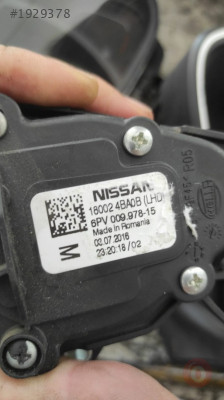 #1929378
NISSAN
18002 4BA0B (LHD)
6PV 009.978-15
Made in Romania
02.07.2016
23:20:18 / 02
M